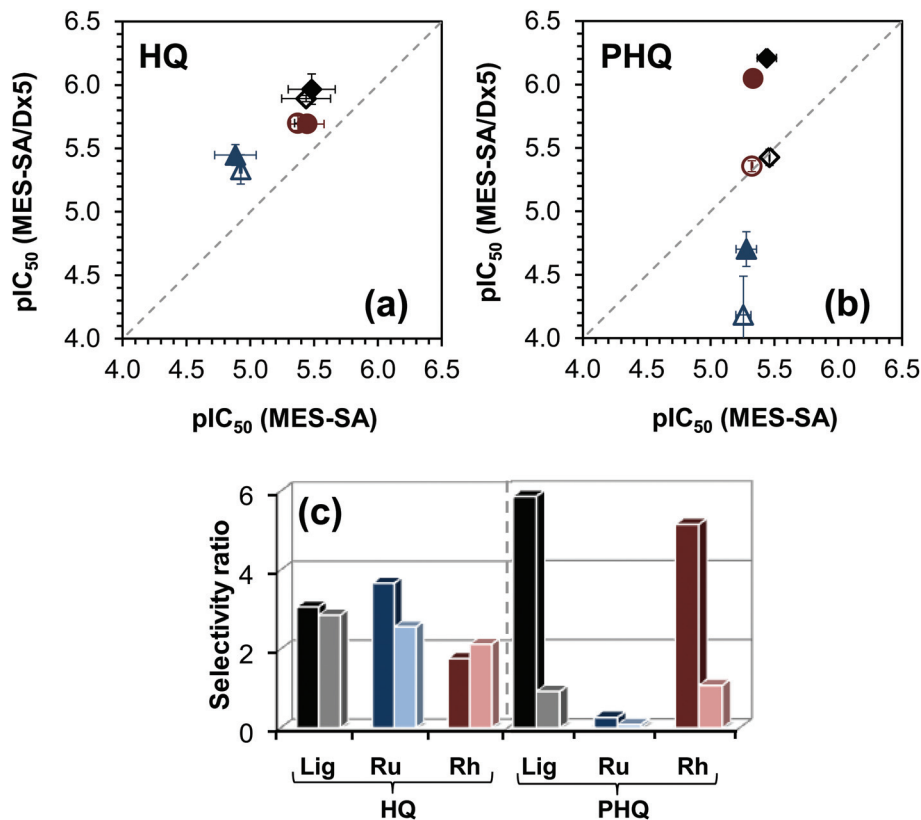 HQ
pIC50 (MES-SA/Dx5)
6.5
6.0
5.5
5.0
4.5
4.0
(a)
4.0 4.5 5.0 5.5 6.0 6.5
pIC50 (MES-SA)
PHQ
pIC50 (MES-SA/Dx5)
6.5
6.0
5.5
5.0
4.5
4.0
(b)
4.0 4.5 5.0 5.5 6.0 6.5
pIC50 (MES-SA)
(c)
Selectivity ratio
6
4
2
0
Lig Ru Rh Lig Ru Rh
HQ PHQ